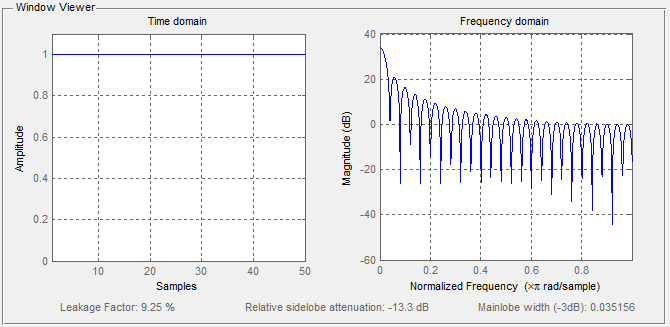 Window Viewer
Time domain
1
0.8
0.6
0.4
0.2
0
10 20 30 40 50
Amplitude
Samples
Frequency domain
40
20
0
-20
-40
-60
0 0.2 0.4 0.6 0.8
Magnitude (dB)
Normalized Frequency (×π rad/sample)
Leakage Factor: 9.25 %
Relative sidelobe attenuation: -13.3 dB
Mainlobe width (-3dB): 0.035156